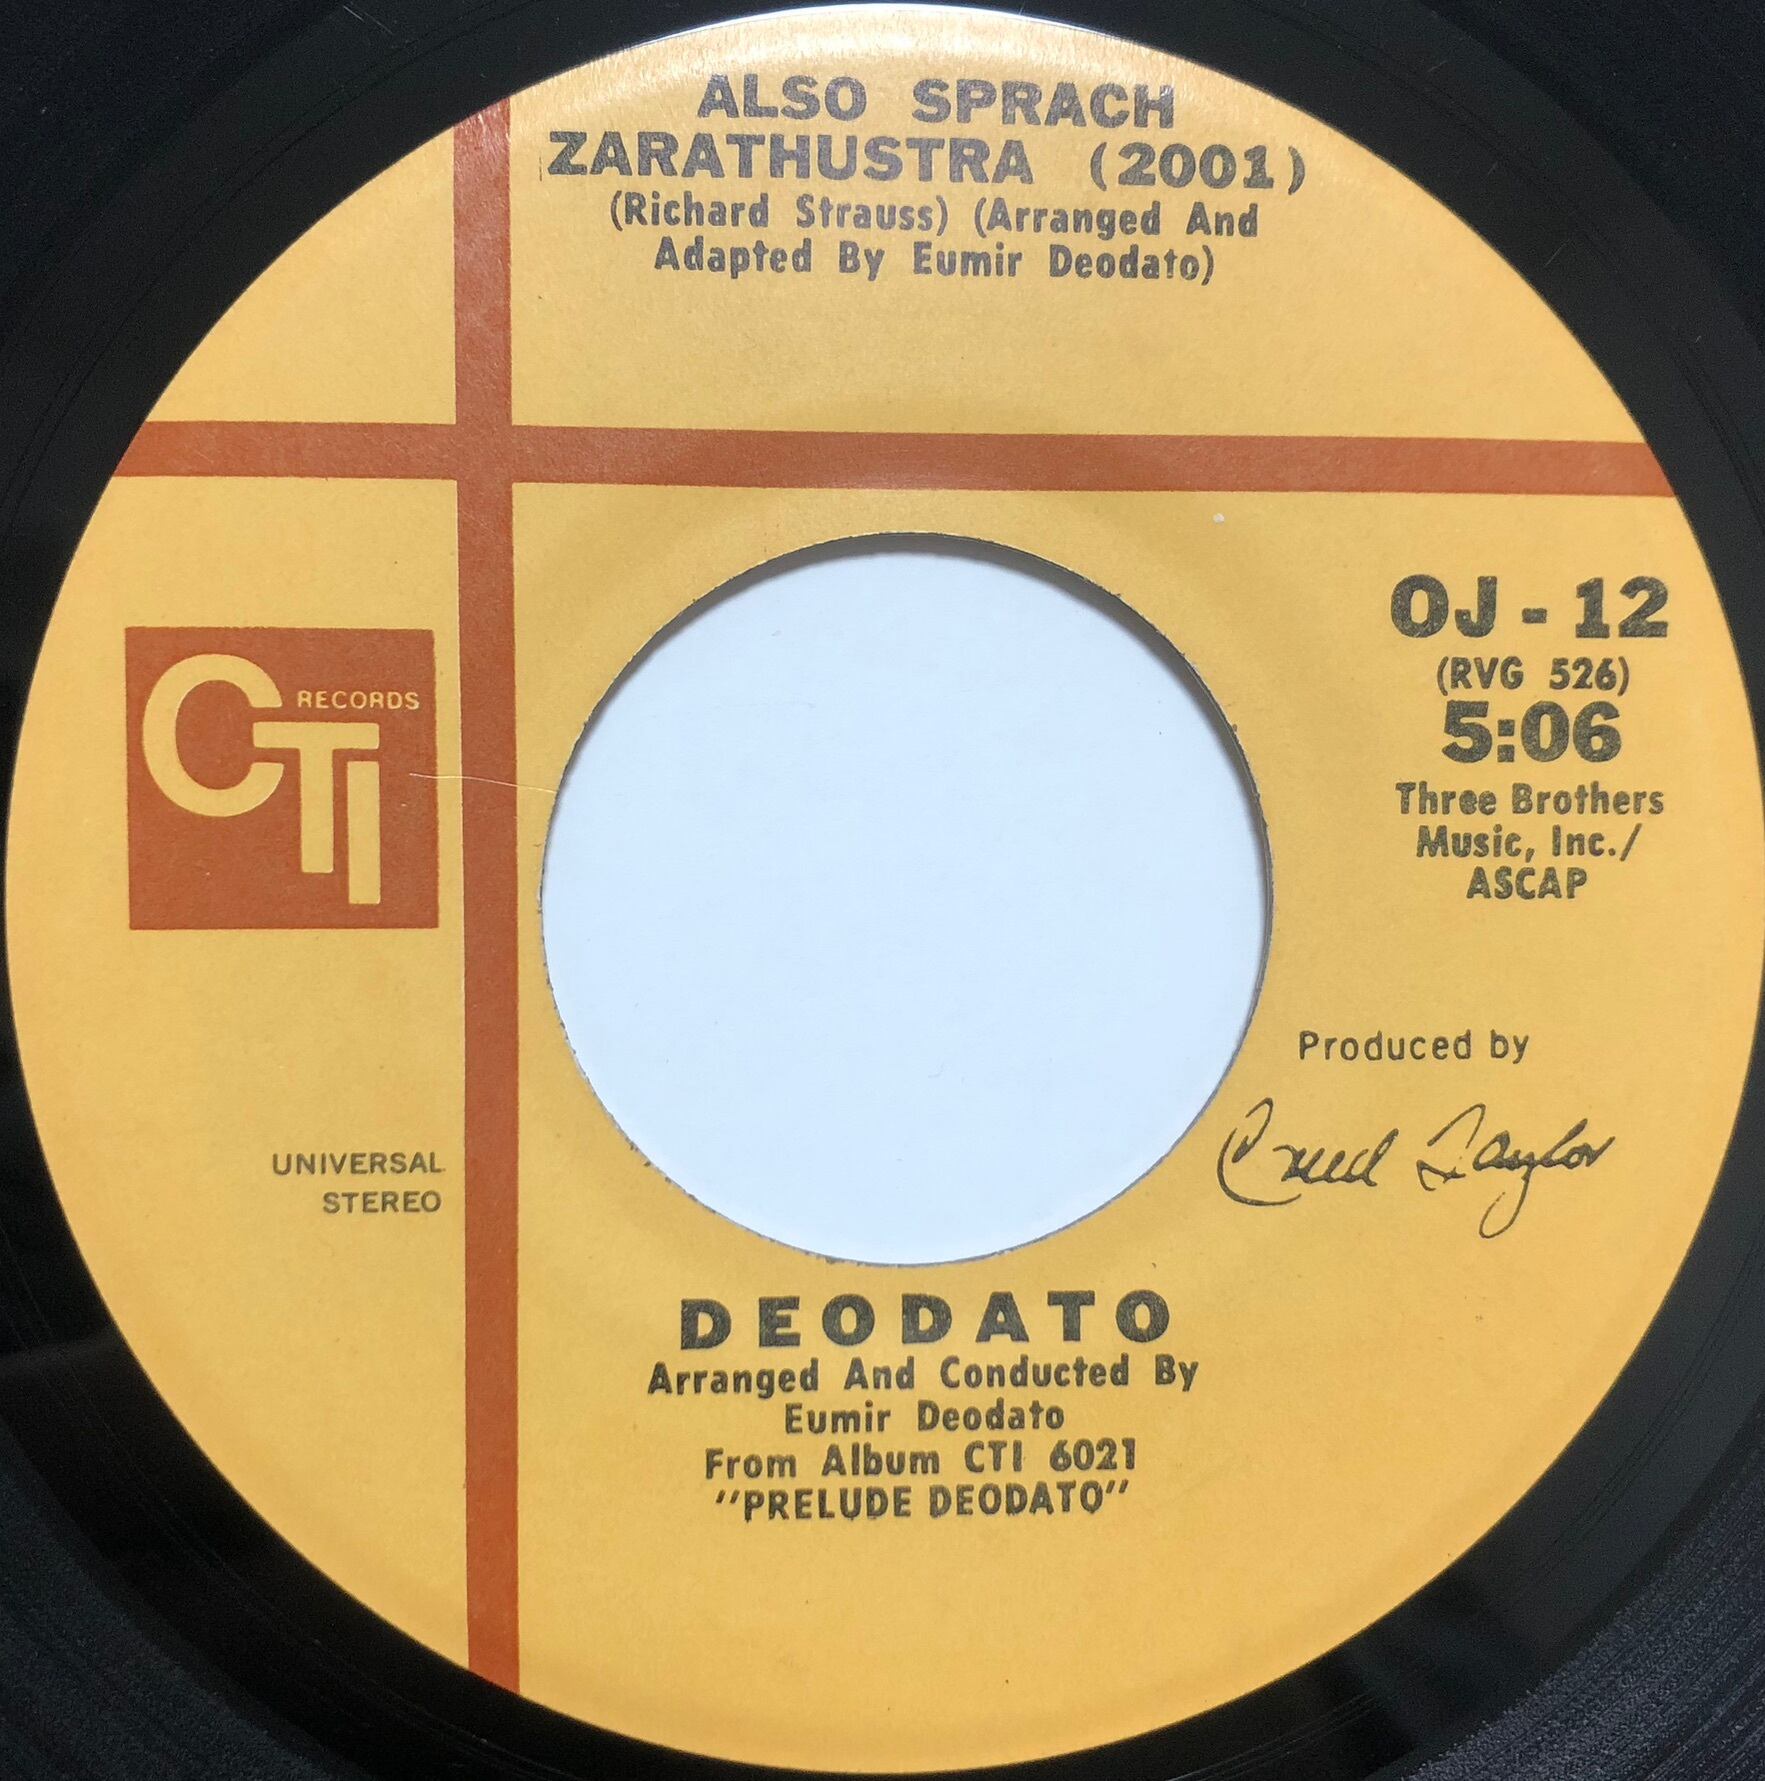 ALSO SPRACH
ZARATHUSTRA (2001)
(Richard Strauss) (Arranged And
Adapted By Eumir Deodato)
CTI
RECORDS
OJ - 12
(RVG 526)
5:06
Three Brothers
Music, Inc./
ASCAP
Produced by
Creed Taylor
UNIVERSAL
STEREO
DEODATO
Arranged And Conducted By
Eumir Deodato
From Album CTI 6021
"PRELUDE DEODATO"